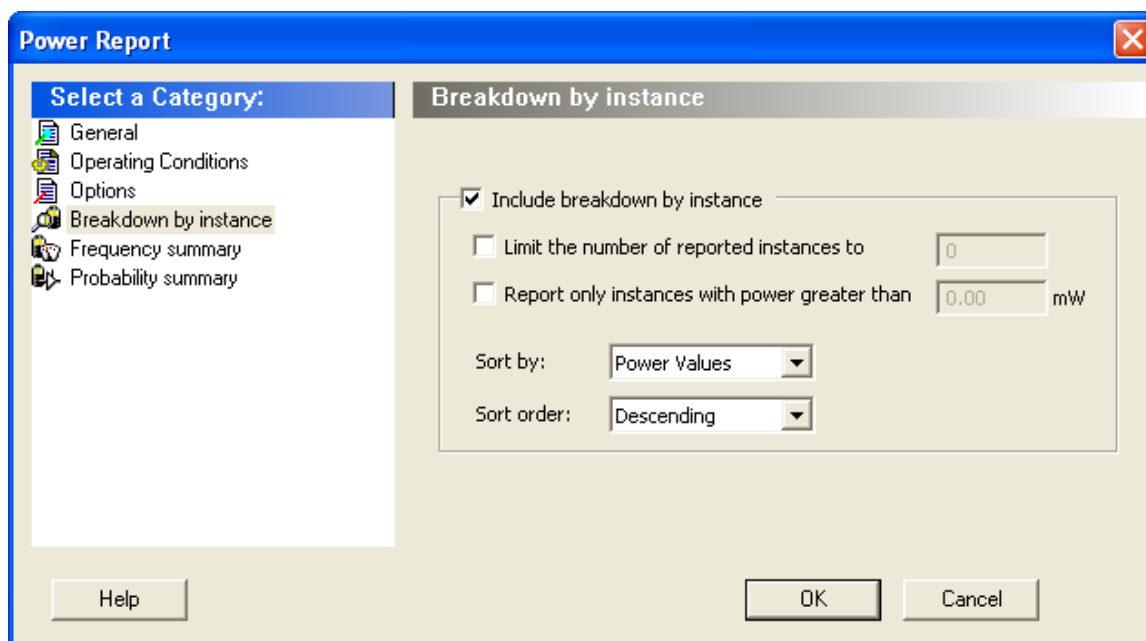 Power Report
Select a Category:
General
Operating Conditions
Options
Breakdown by instance
Frequency summary
Probability summary
Breakdown by instance
Include breakdown by instance
Limit the number of reported instances to 0
Report only instances with power greater than 0.00 mW
Sort by: Power Values
Sort order: Descending
Help
OK
Cancel